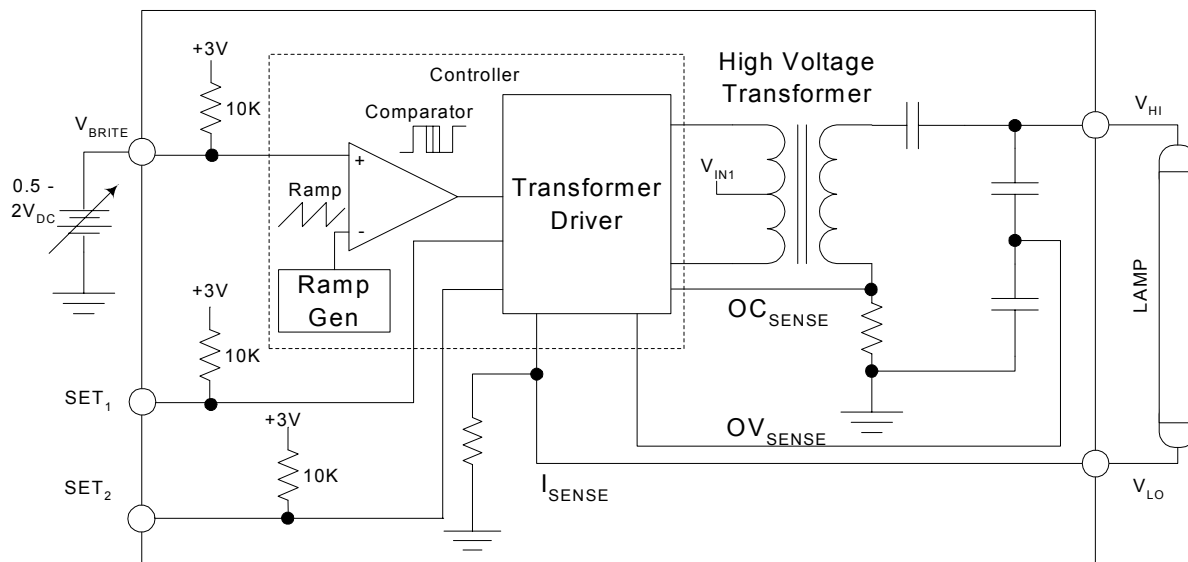 +3V
10K
V_BRITE
0.5 -
2V_DC
Controller
Comparator
+
Ramp
-
Ramp
Gen
Transformer
Driver
High Voltage
Transformer
V_IN1
V_HI
LAMP
V_LO
OC_SENSE
OV_SENSE
I_SENSE
+3V
10K
SET_1
+3V
10K
SET_2